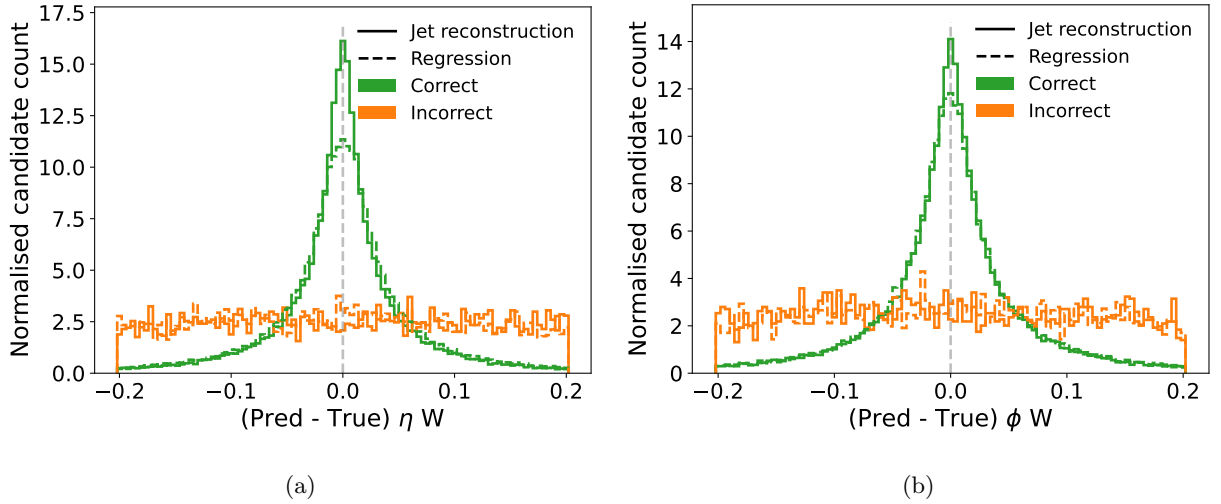 17.5
15.0
12.5
10.0
7.5
5.0
2.5
0.0
Normalised candidate count
Jet reconstruction
Regression
Correct
Incorrect
−0.2
−0.1
0.0
0.1
0.2
(Pred - True) η W
(a)
14
12
10
8
6
4
2
0
Normalised candidate count
Jet reconstruction
Regression
Correct
Incorrect
−0.2
−0.1
0.0
0.1
0.2
(Pred - True) ϕ W
(b)